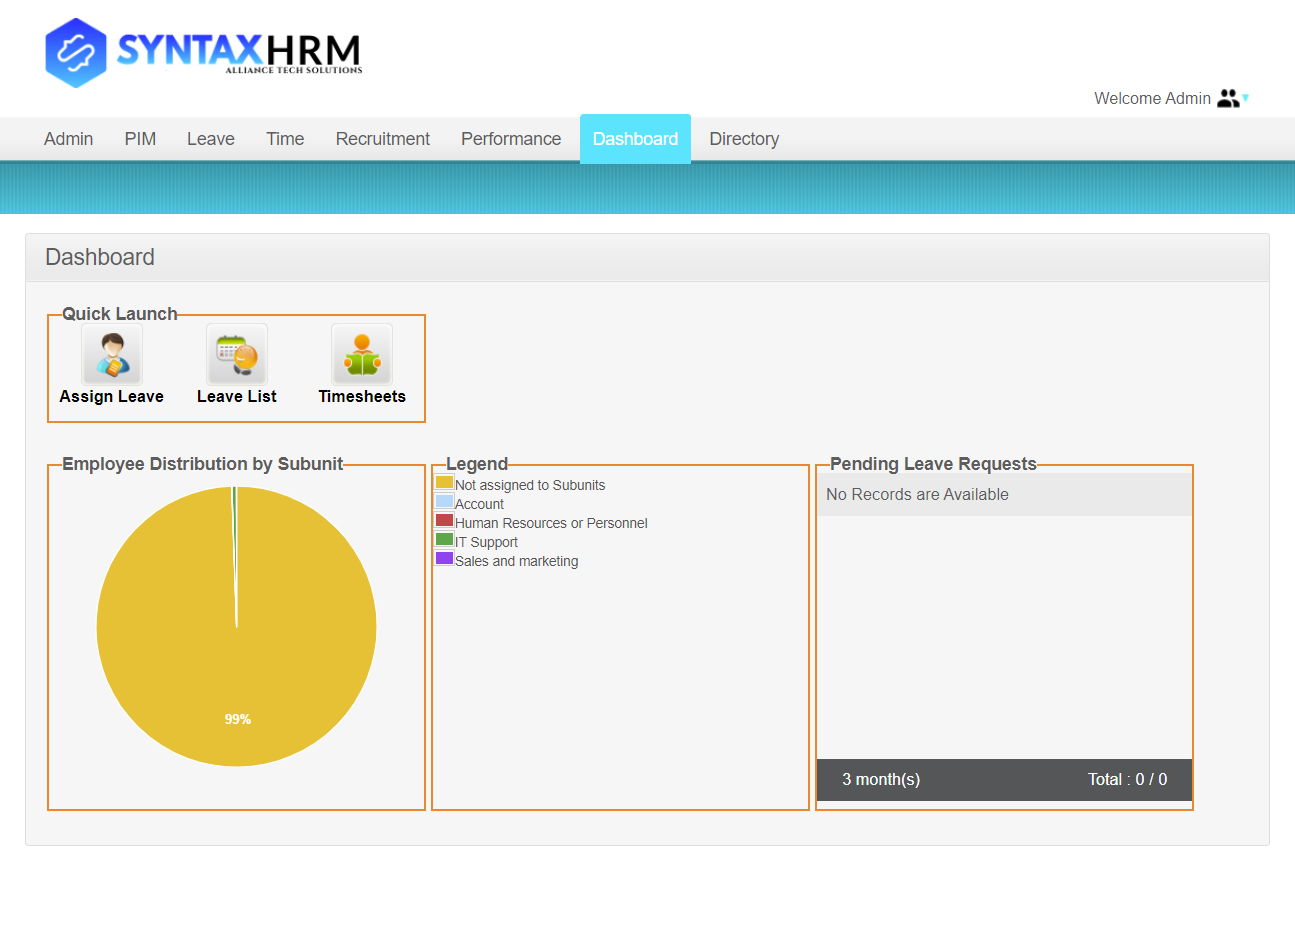 SYNTAXHRM
ALLIANCE TECH SOLUTIONS
Welcome Admin
Admin PIM Leave Time Recruitment Performance Dashboard Directory
Dashboard
Quick Launch
Assign Leave Leave List Timesheets
Employee Distribution by Subunit
99%
Legend
Not assigned to Subunits
Account
Human Resources or Personnel
IT Support
Sales and marketing
Pending Leave Requests
No Records are Available
3 month(s) Total : 0 / 0